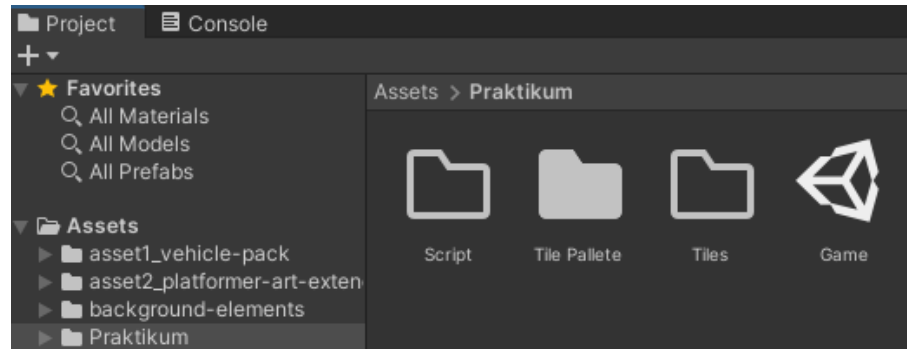 Project
Console
Favorites
All Materials
All Models
All Prefabs
Assets
asset1_vehicle-pack
asset2_platformer-art-exten
background-elements
Praktikum
Assets > Praktikum
Script
Tile Pallete
Tiles
Game